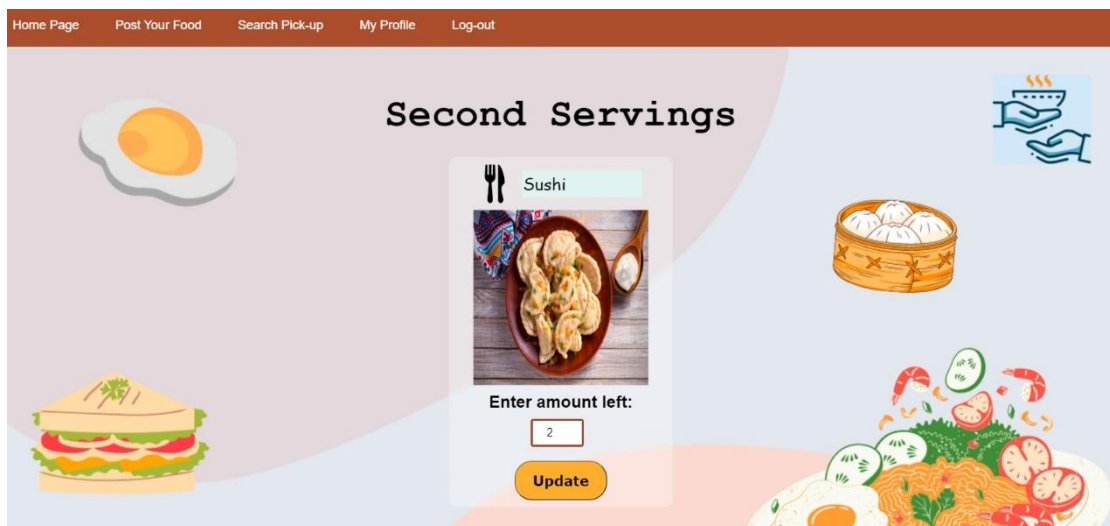 Home Page Post Your Food Search Pick-up My Profile Log-out
Second Servings
Sushi
Enter amount left:
2
Update